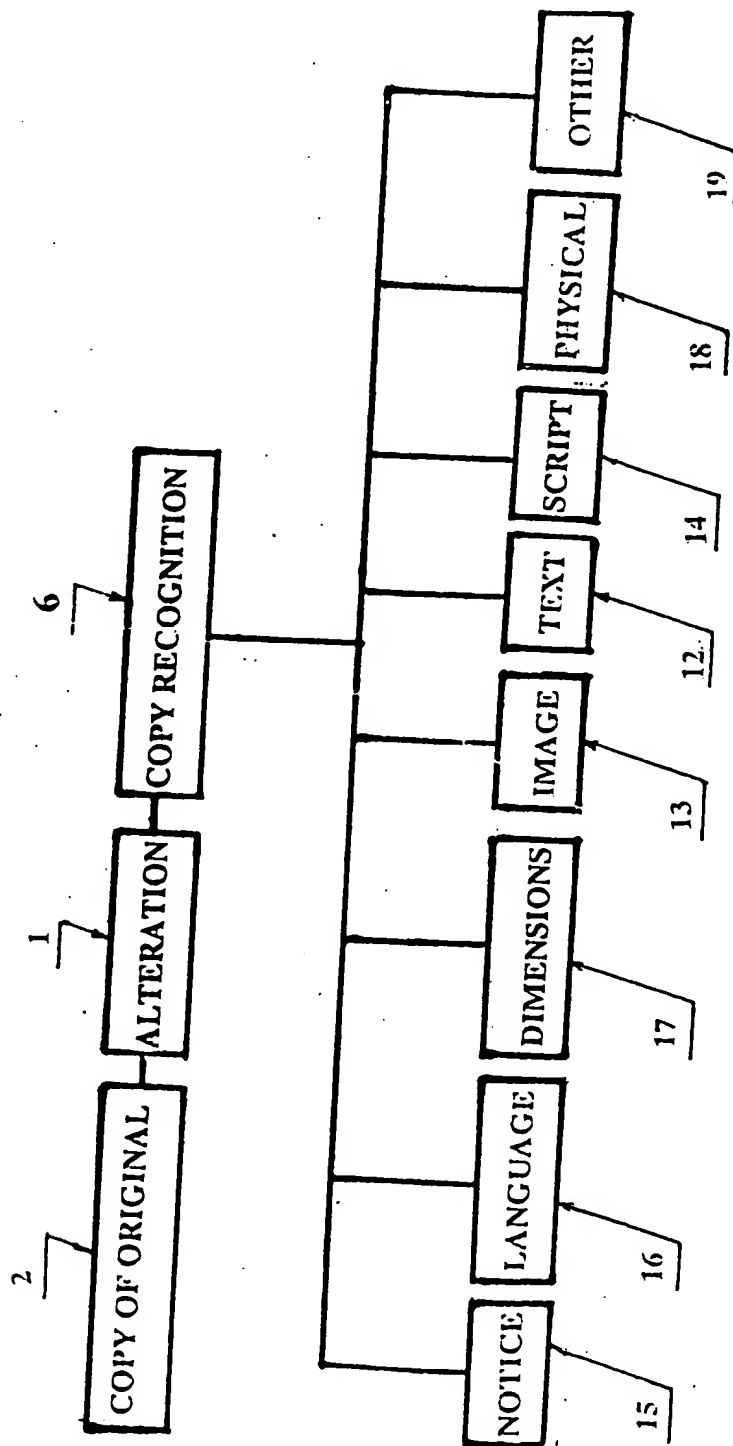 2
1
6
COPY OF ORIGINAL
ALTERATION
COPY RECOGNITION
NOTICE
LANGUAGE
DIMENSIONS
IMAGE
TEXT
SCRIPT
PHYSICAL
OTHER
15
16
17
13
12
14
18
19